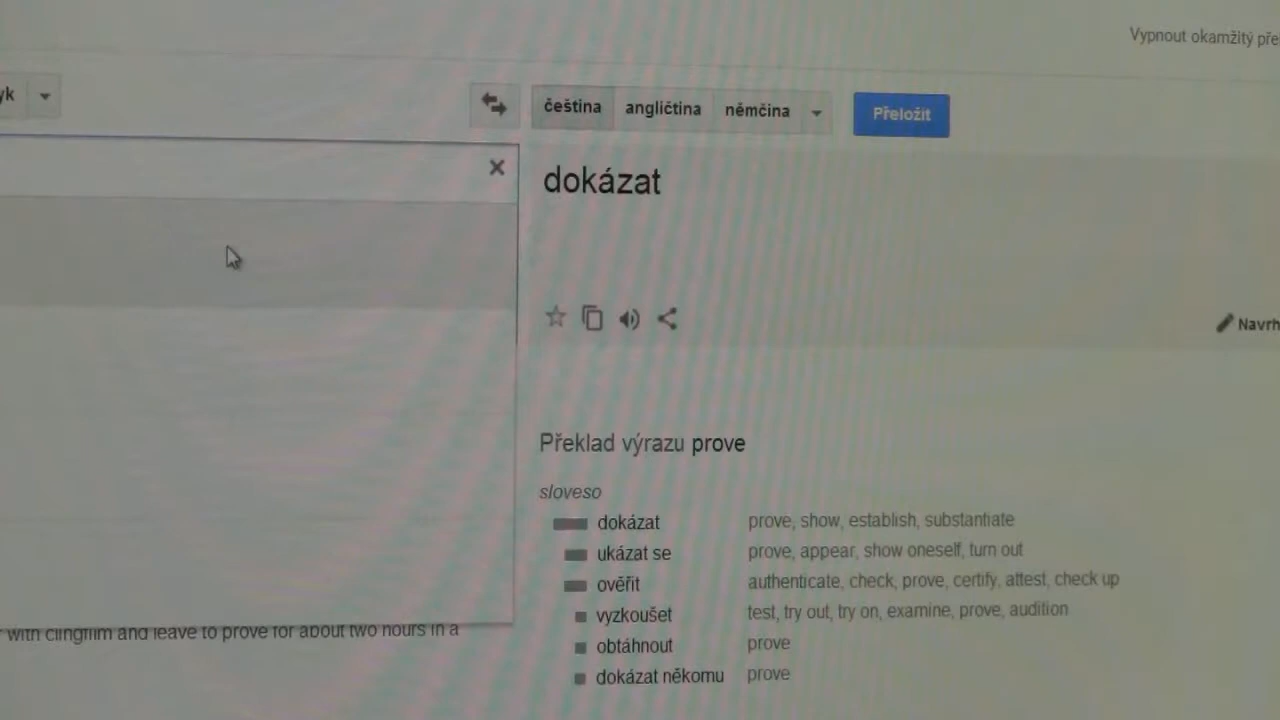 Vypnout okamžitý pře
yk
čeština angličtina němčina
Přeložit
dokázat
Navrh
Překlad výrazu prove
sloveso
dokázat prove, show, establish, substantiate
ukázat se prove, appear, show oneself, turn out
ověřit authenticate, check, prove, certify, attest, check up
vyzkoušet test, try out, try on, examine, prove, audition
obtáhnout prove
dokázat někomu prove
with clingfilm and leave to prove for about two hours in a